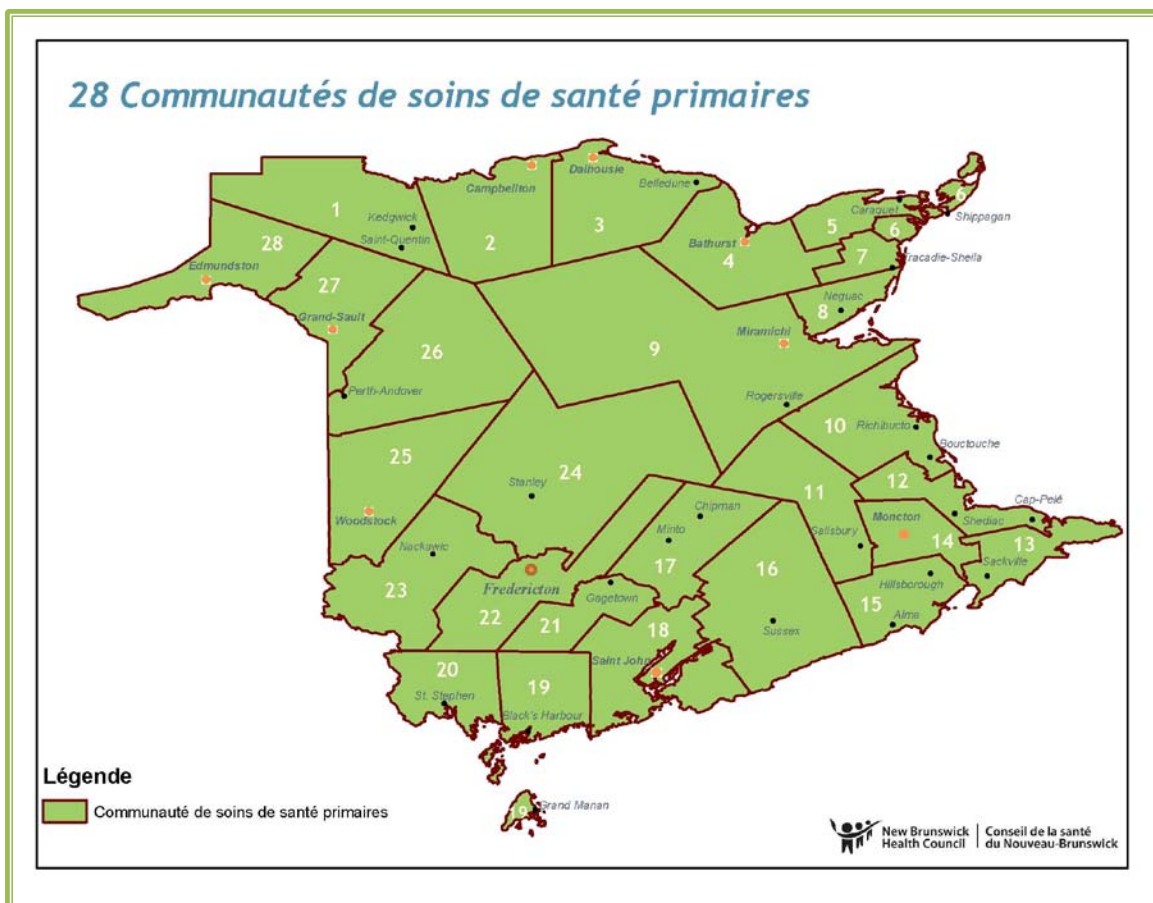 28 Communautés de soins de santé primaires
Campbellton
Dalhousie
Belledune
Caraquet
6
Shippagan
1
Kedgwick
Saint-Quentin
2
3
Bathurst
4
5
6
7
Tracadie-Sheila
28
Edmundston
27
Grand-Sault
26
Perth-Andover
9
Neguac
8
Miramichi
Rogersville
10
Richibucto
Bouctouche
25
Woodstock
24
Stanley
11
Salisbury
12
Cap-Pelé
Shediac
Moncton
14
13
Sackville
Chipman
Minto
17
16
Sussex
Hillsborough
15
Alma
Nackawic
23
Fredericton
22
Gagetown
21
18
Saint John
20
St. Stephen
19
Black's Harbour
19
Grand Manan
Légende
Communauté de soins de santé primaires
New Brunswick
Health Council
Conseil de la santé
du Nouveau-Brunswick